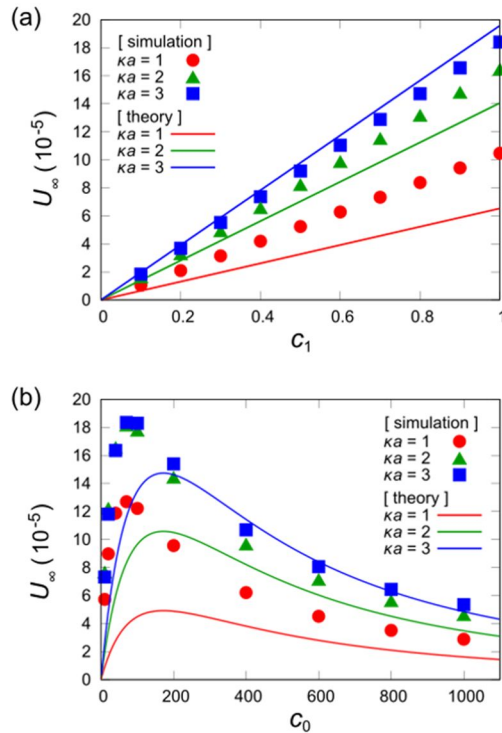 (a)
20
18
16
14
12
10
8
6
4
2
0
U∞ (10⁻⁵)
[ simulation ]
κa = 1
κa = 2
κa = 3
[ theory ]
κa = 1
κa = 2
κa = 3
0 0.2 0.4 0.6 0.8 1
c₁
(b)
20
18
16
14
12
10
8
6
4
2
0
U∞ (10⁻⁵)
[ simulation ]
κa = 1
κa = 2
κa = 3
[ theory ]
κa = 1
κa = 2
κa = 3
0 200 400 600 800 1000
c₀